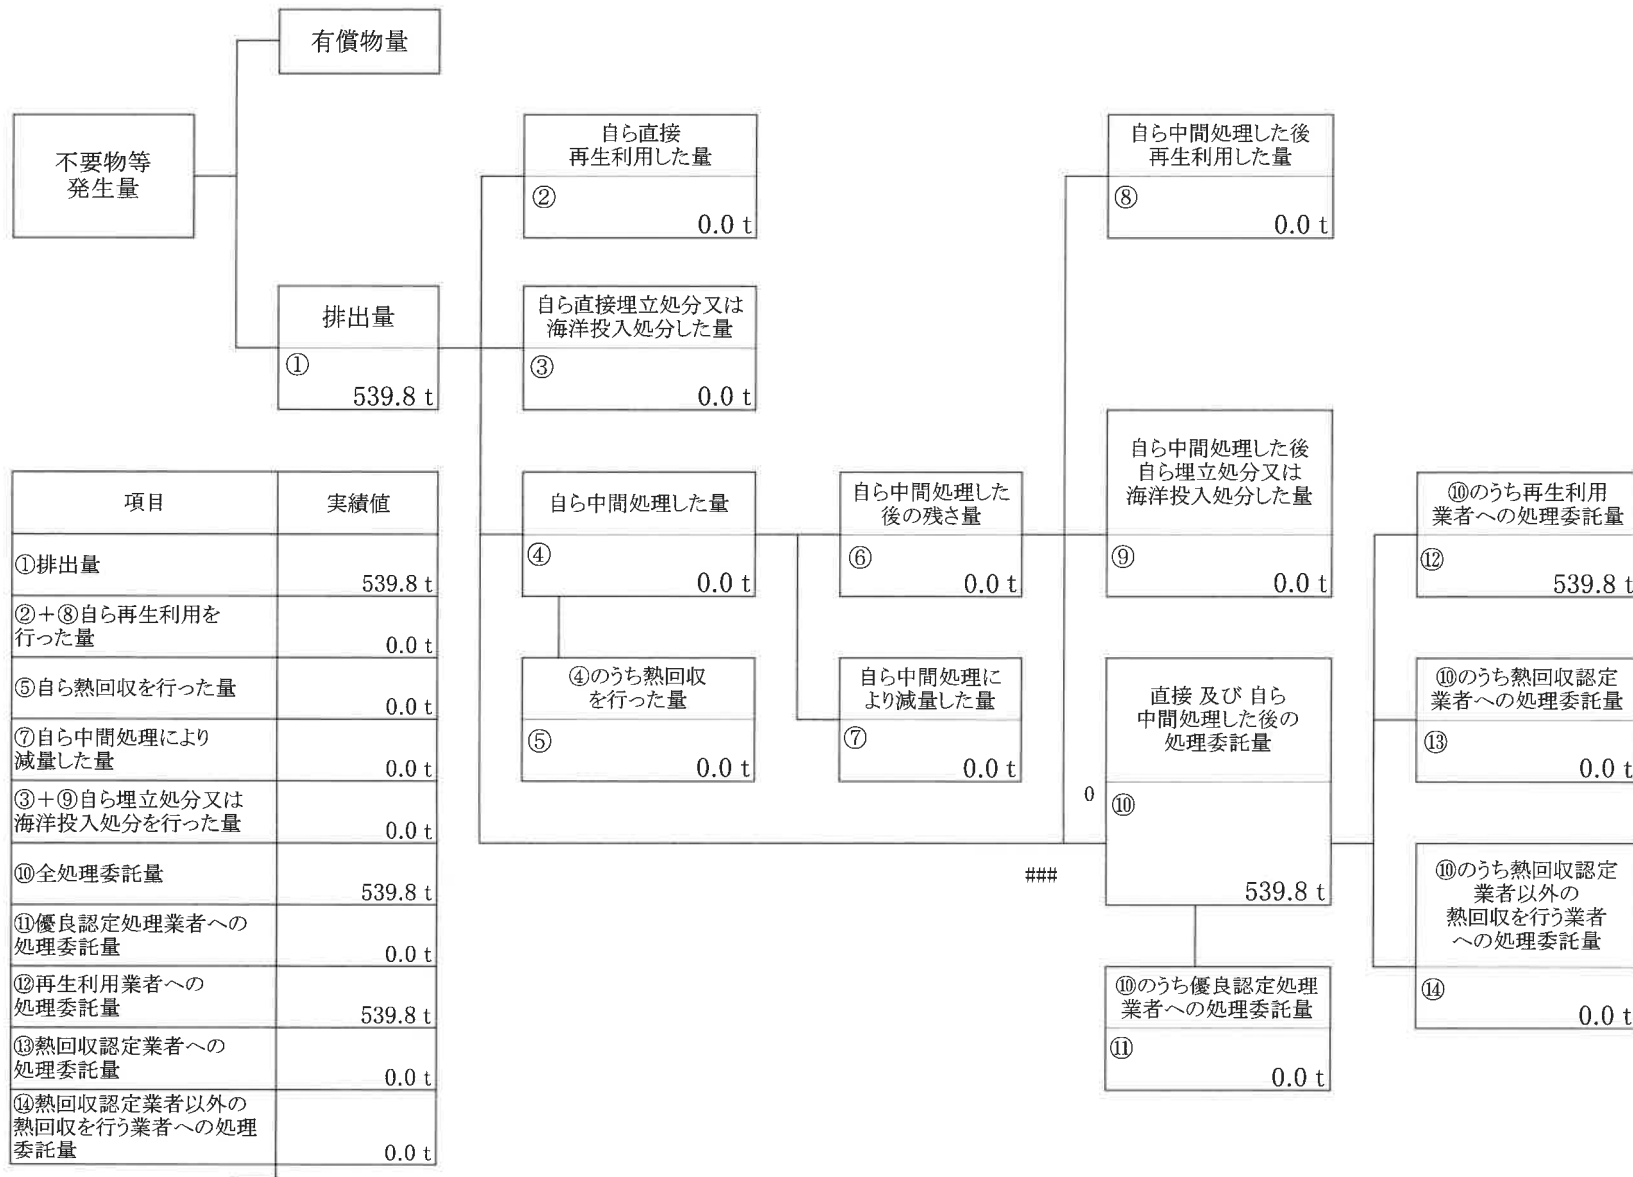 有償物量
不要物等
発生量
排出量
①
539.8 t
自ら直接
再生利用した量
②
0.0 t
自ら直接埋立処分又は
海洋投入処分した量
③
0.0 t
自ら中間処理した量
④
0.0 t
④のうち熱回収
を行った量
⑤
0.0 t
自ら中間処理した
後の残さ量
⑥
0.0 t
自ら中間処理に
より減量した量
⑦
0.0 t
自ら中間処理した後
再生利用した量
⑧
0.0 t
自ら中間処理した後
自ら埋立処分又は
海洋投入処分した量
⑨
0.0 t
直接 及び 自ら
中間処理した後の
処理委託量
0
⑩
###
539.8 t
⑩のうち優良認定処理
業者への処理委託量
⑪
0.0 t
⑩のうち再生利用
業者への処理委託量
⑫
539.8 t
⑩のうち熱回収認定
業者への処理委託量
⑬
0.0 t
⑩のうち熱回収認定
業者以外の
熱回収を行う業者
への処理委託量
⑭
0.0 t
項目 実績値
①排出量
539.8 t
②+⑧自ら再生利用を
行った量
0.0 t
⑤自ら熱回収を行った量
0.0 t
⑦自ら中間処理により
減量した量
0.0 t
③+⑨自ら埋立処分又は
海洋投入処分を行った量
0.0 t
⑩全処理委託量
539.8 t
⑪優良認定処理業者への
処理委託量
0.0 t
⑫再生利用業者への
処理委託量
539.8 t
⑬熱回収認定業者への
処理委託量
0.0 t
⑭熱回収認定業者以外の
熱回収を行う業者への処理
委託量
0.0 t